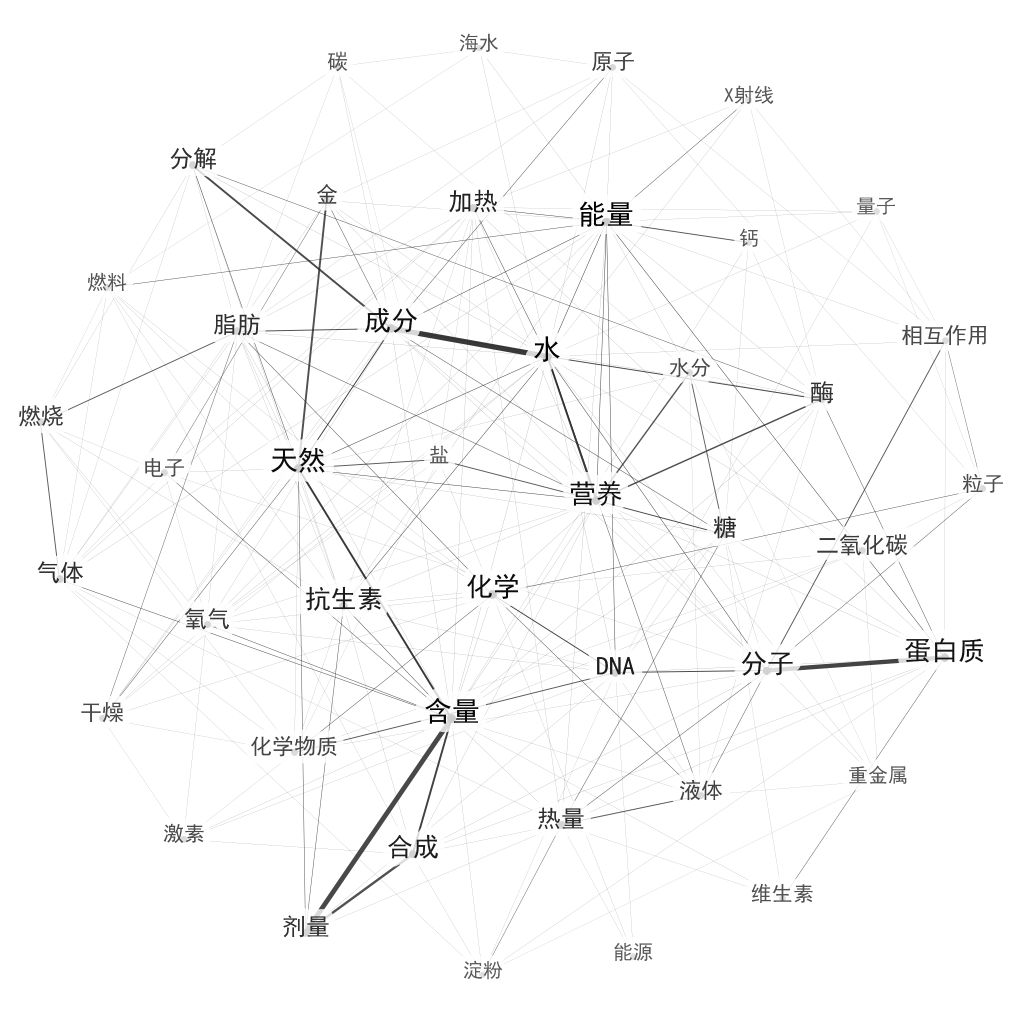 海水
碳
原子
X射线
分解
金
加热
能量
量子
钙
燃料
脂肪
成分
水
相互作用
水分
酶
燃烧
电子
天然
盐
营养
粒子
糖
二氧化碳
气体
抗生素
化学
氧气
DNA
分子
蛋白质
干燥
含量
化学物质
重金属
液体
激素
热量
合成
维生素
剂量
能源
淀粉